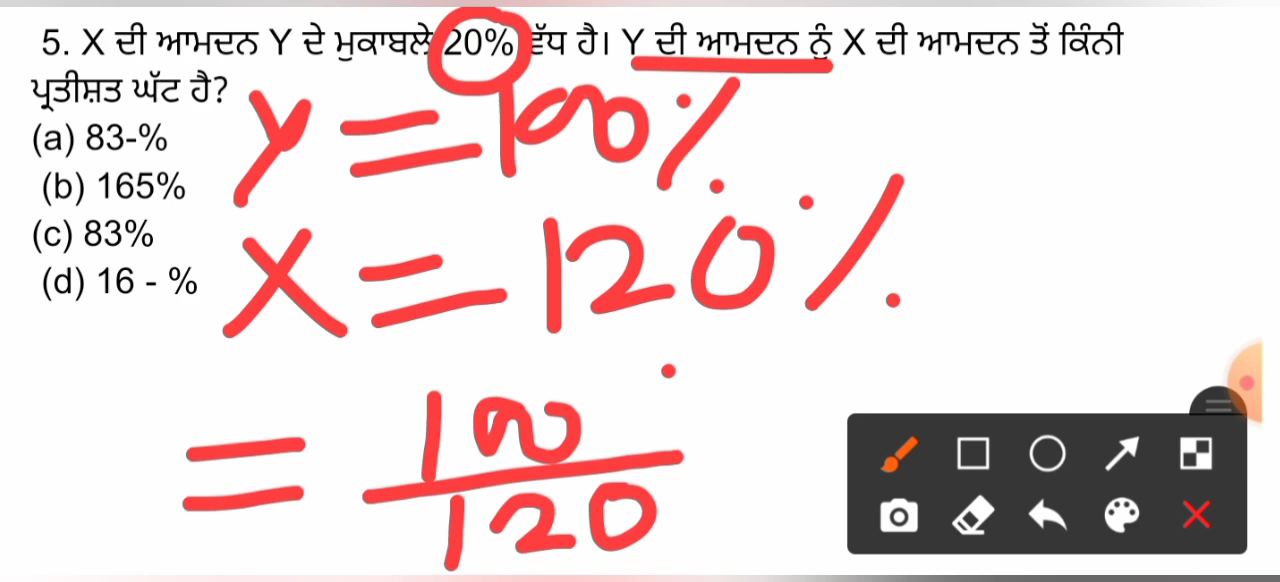 5. X ਦੀ ਆਮਦਨ Y ਦੇ ਮੁਕਾਬਲੇ 20% ਵੱਧ ਹੈ। Y ਦੀ ਆਮਦਨ ਨੂੰ X ਦੀ ਆਮਦਨ ਤੋਂ ਕਿੰਨੀ
ਪ੍ਰਤੀਸ਼ਤ ਘੱਟ ਹੈ?
(a) 83-%
(b) 165%
(c) 83%
(d) 16 - %
Y = 100%
X = 120%
= 100
120